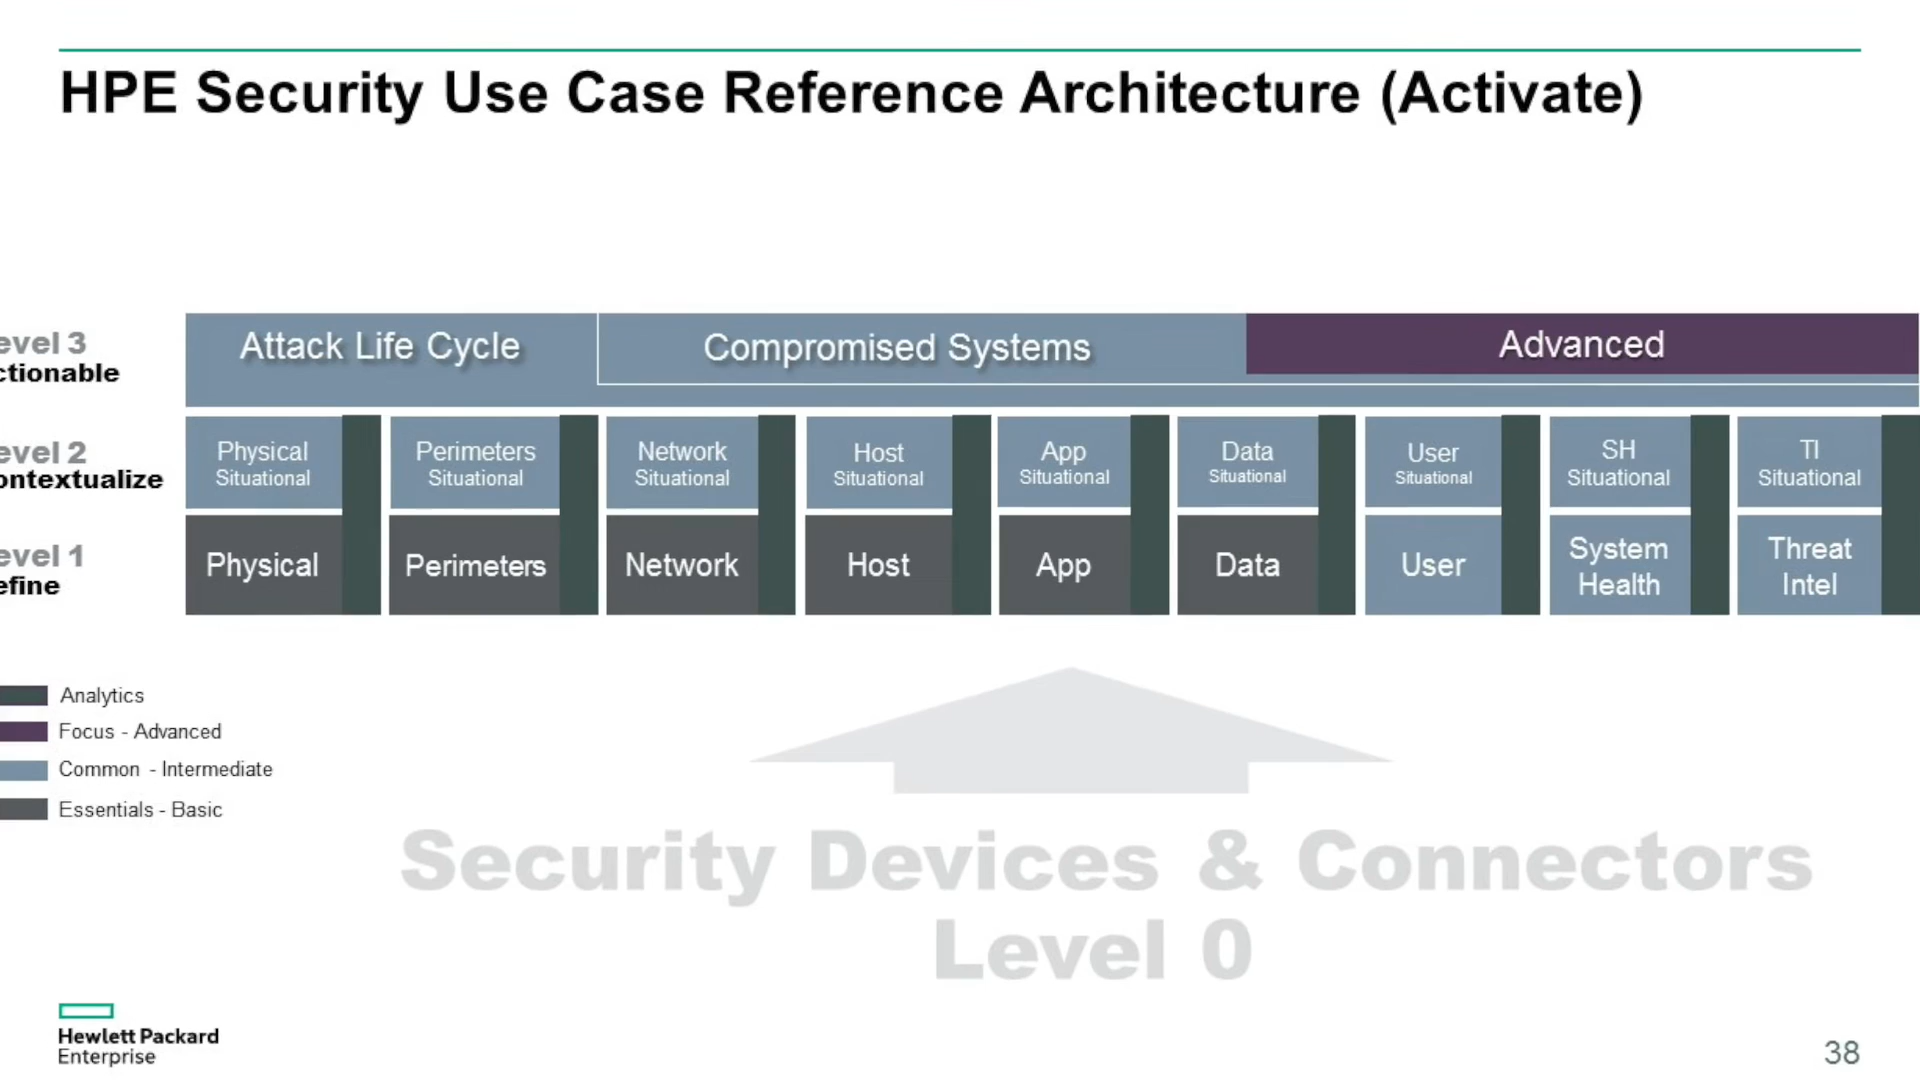 HPE Security Use Case Reference Architecture (Activate)
evel 3
ctionable
Attack Life Cycle
Compromised Systems
Advanced
evel 2
ontextualize
Physical
Situational
Perimeters
Situational
Network
Situational
Host
Situational
App
Situational
Data
Situational
User
Situational
SH
Situational
TI
Situational
evel 1
efine
Physical
Perimeters
Network
Host
App
Data
User
System
Health
Threat
Intel
Analytics
Focus - Advanced
Common - Intermediate
Essentials - Basic
Security Devices & Connectors
Level 0
Hewlett Packard
Enterprise
38